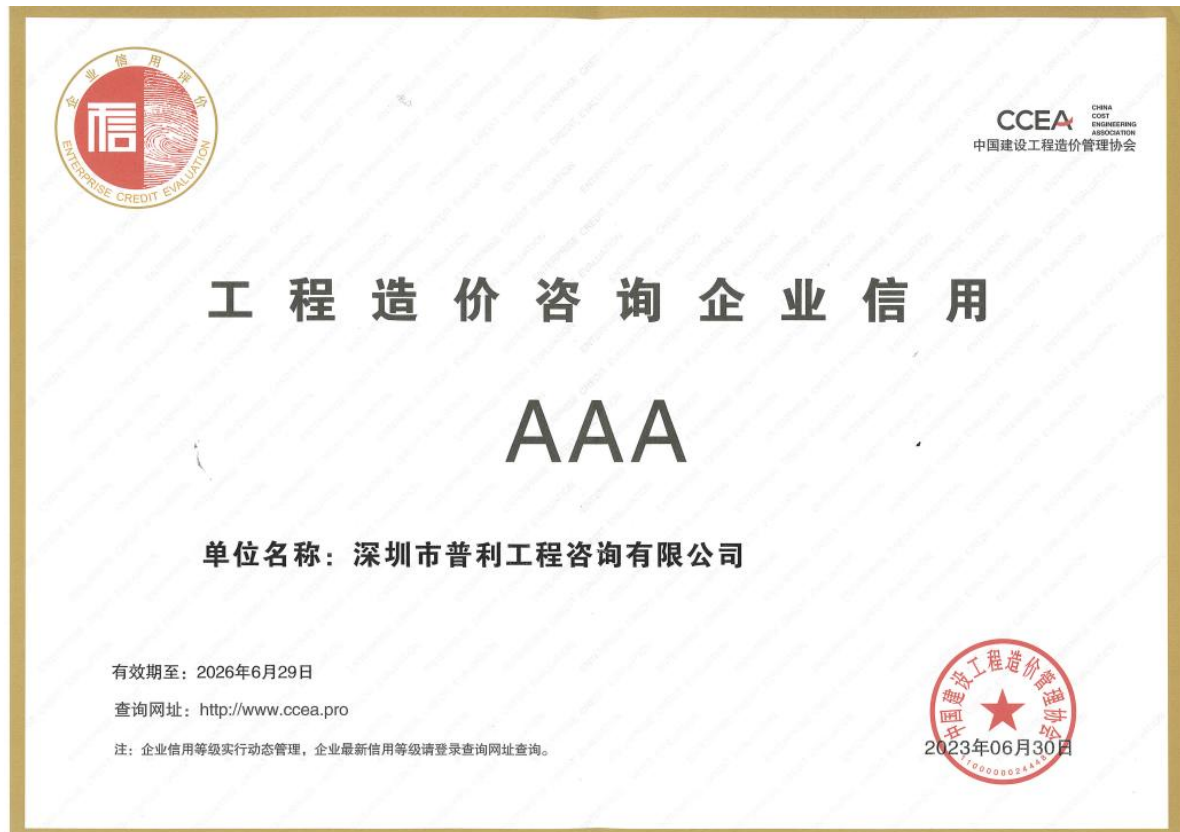 企业信用评价
信
ENTERPRISE CREDIT EVALUATION
CCEA
CHINA
COST
ENGINEERING
ASSOCIATION
中国建设工程造价管理协会
工程造价咨询企业信用
AAA
单位名称：深圳市普利工程咨询有限公司
有效期至：2026年6月29日
查询网址：http://www.ccea.pro
注：企业信用等级实行动态管理，企业最新信用等级请登录查询网址查询。
中国建设工程造价管理协会
2023年06月30日